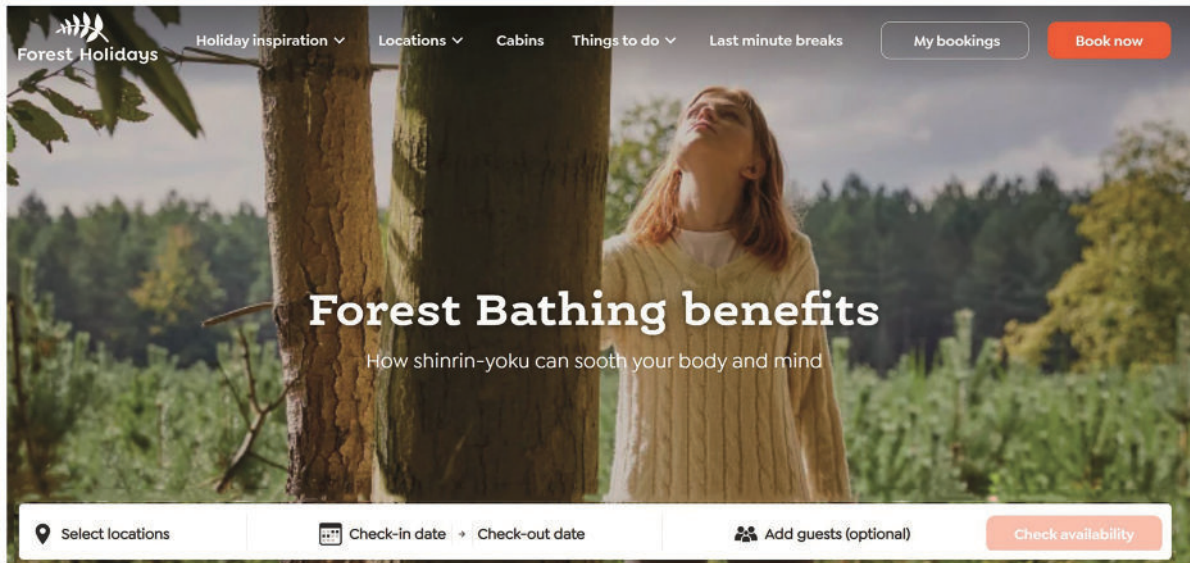 Forest Holidays
Holiday inspiration
Locations
Cabins
Things to do
Last minute breaks
My bookings
Book now
Forest Bathing benefits
How shinrin-yoku can sooth your body and mind
Select locations
Check-in date → Check-out date
Add guests (optional)
Check availability